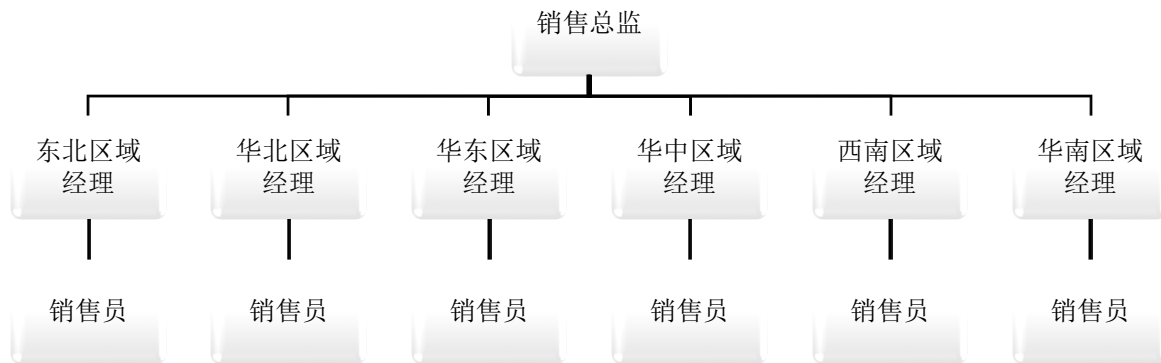 销售总监
东北区域
经理
华北区域
经理
华东区域
经理
华中区域
经理
西南区域
经理
华南区域
经理
销售员
销售员
销售员
销售员
销售员
销售员